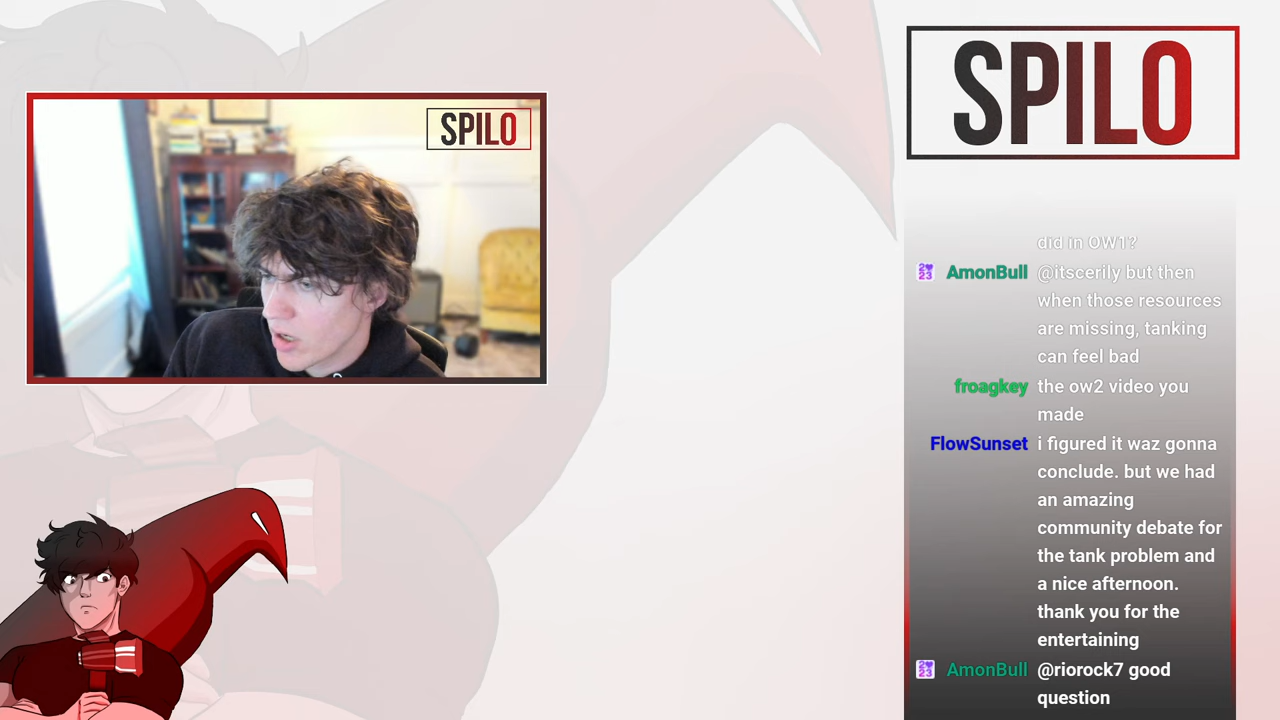 SPILO
SPILO
did in OW1?
AmonBull @itscerily but then
when those resources
are missing, tanking
can feel bad
froagkey the ow2 video you
made
FlowSunset i figured it waz gonna
conclude. but we had
an amazing
community debate for
the tank problem and
a nice afternoon.
thank you for the
entertaining
AmonBull @riorock7 good
question